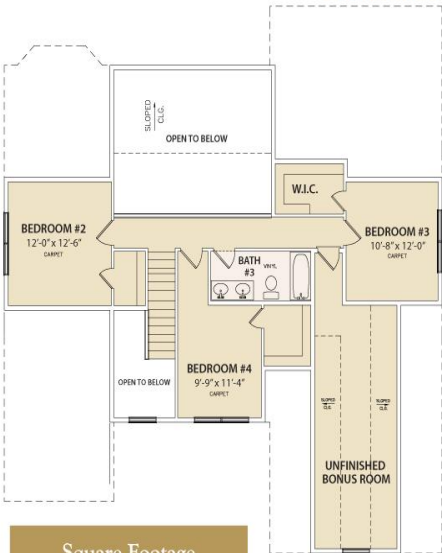 SLOPED
CLG.
OPEN TO BELOW
W.I.C.
BEDROOM #2
12'-0" x 12'-6"
CARPET
BEDROOM #3
10'-8" x 12'-0"
CARPET
BATH
#3
VINYL
BEDROOM #4
9'-9" x 11'-4"
CARPET
OPEN TO BELOW
SLOPED
CLG.
SLOPED
CLG.
UNFINISHED
BONUS ROOM
Square Footage